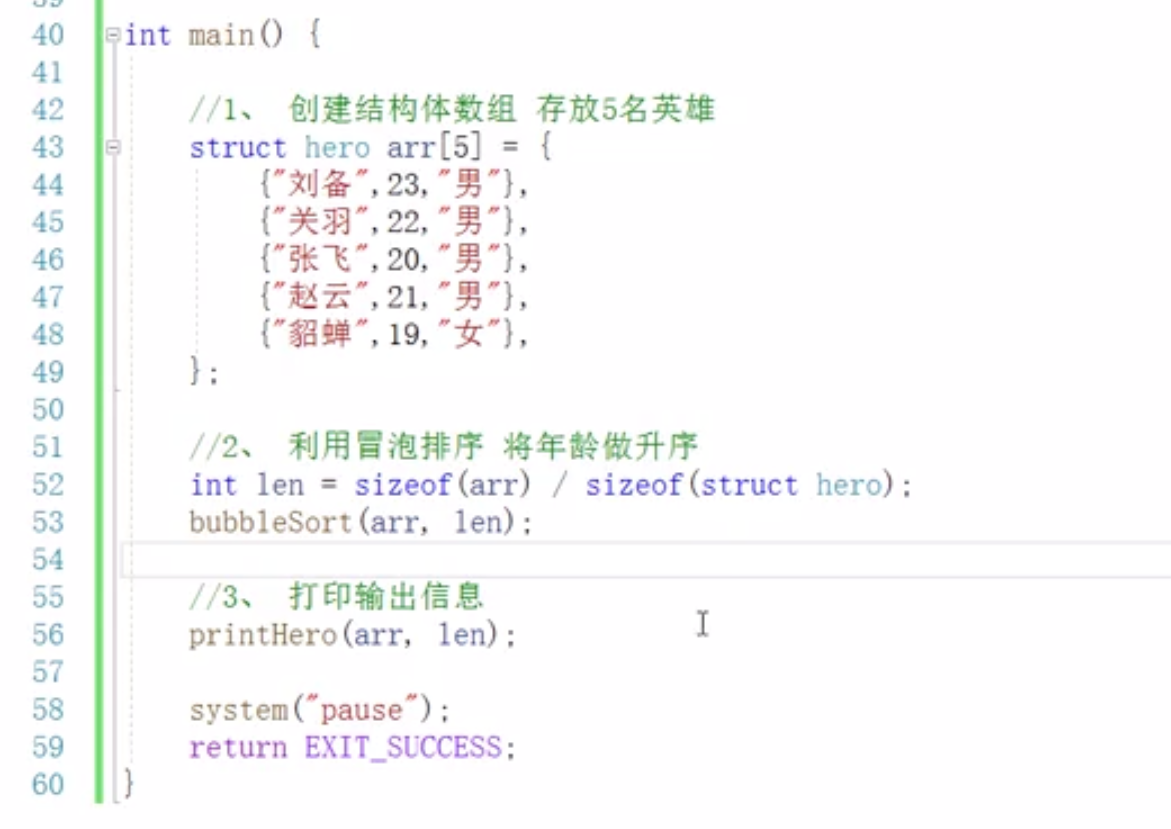 39
40 int main() {
41
42 //1、 创建结构体数组 存放5名英雄
43 struct hero arr[5] = {
44 {"刘备",23,"男"},
45 {"关羽",22,"男"},
46 {"张飞",20,"男"},
47 {"赵云",21,"男"},
48 {"貂蝉",19,"女"},
49 };
50
51 //2、 利用冒泡排序 将年龄做升序
52 int len = sizeof(arr) / sizeof(struct hero);
53 bubbleSort(arr, len);
54
55 //3、 打印输出信息
56 printHero(arr, len);
57
58 system("pause");
59 return EXIT_SUCCESS;
60 }